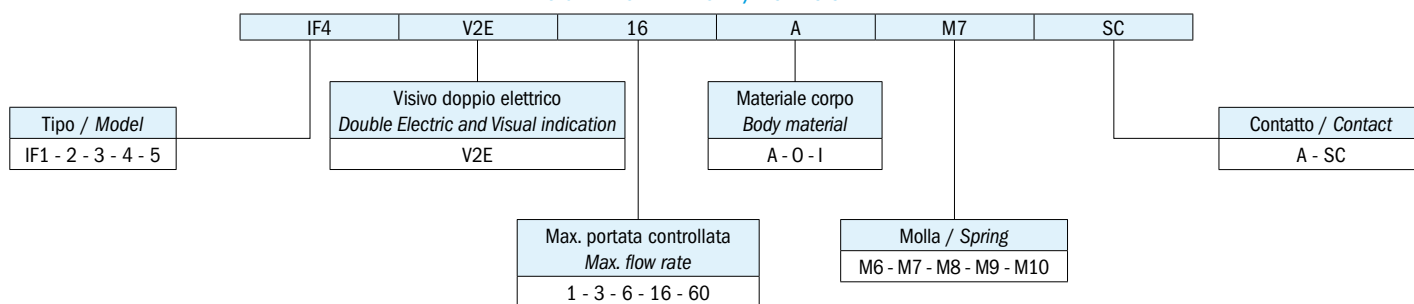 IF4 V2E 16 A M7 SC
Visivo doppio elettrico
Double Electric and Visual indication
V2E
Materiale corpo
Body material
A - O - I
Tipo / Model
IF1 - 2 - 3 - 4 - 5
Contatto / Contact
A - SC
Max. portata controllata
Max. flow rate
1 - 3 - 6 - 16 - 60
Molla / Spring
M6 - M7 - M8 - M9 - M10